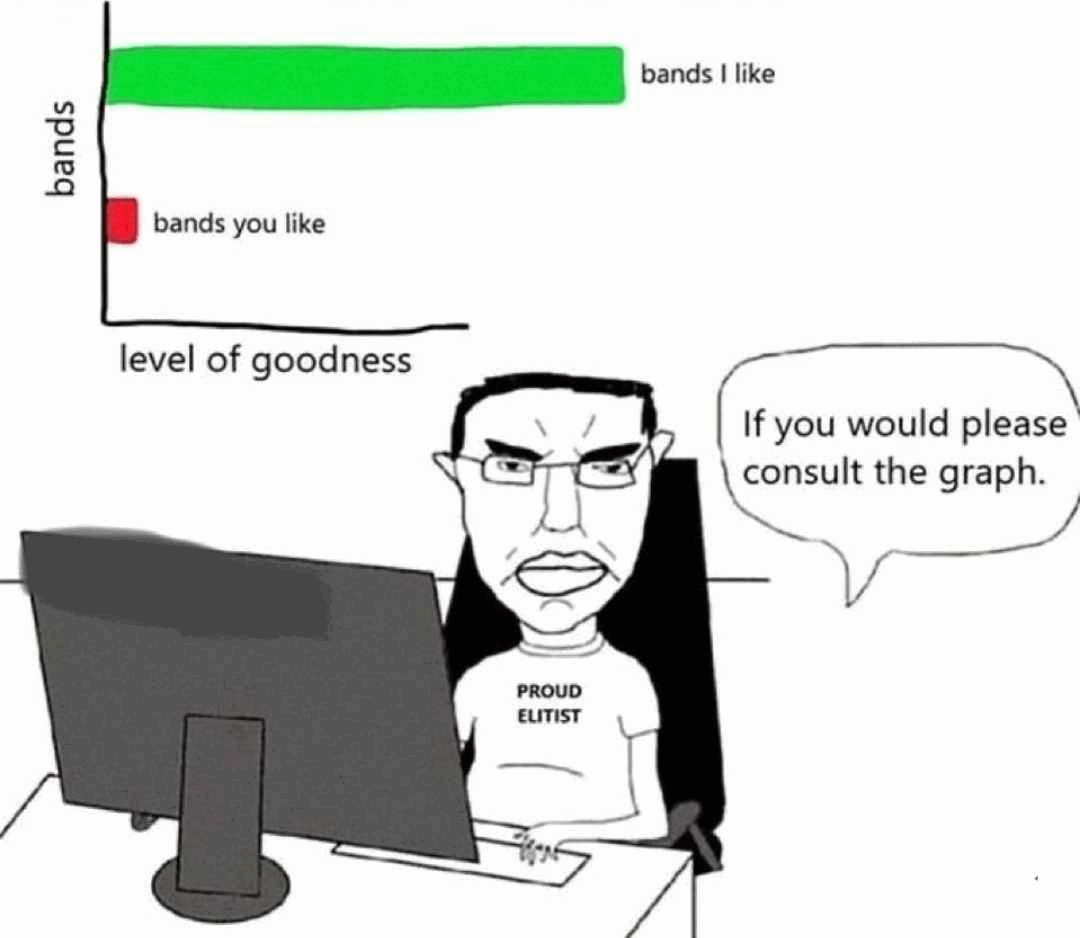 bands I like
bands
bands you like
level of goodness
If you would please
consult the graph.
PROUD
ELITIST